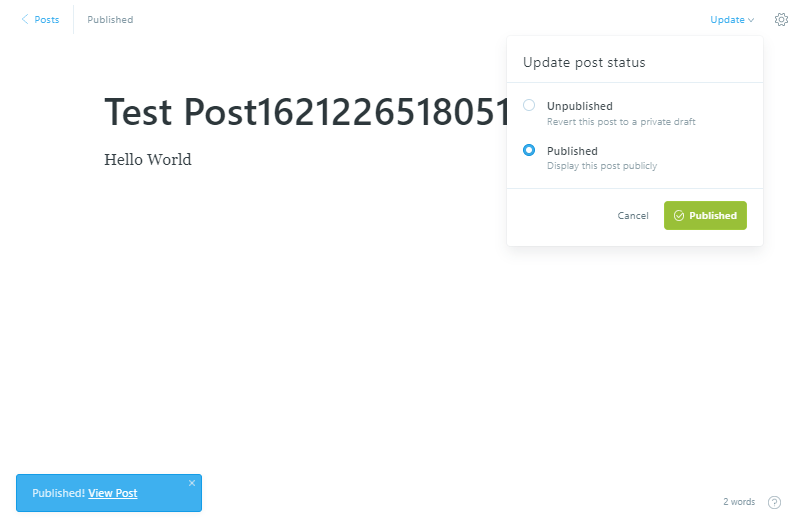 Posts
Published
Update
Update post status
Test Post1621226518051
Unpublished
Revert this post to a private draft
Published
Display this post publicly
Hello World
Cancel
Published
Published! View Post
2 words